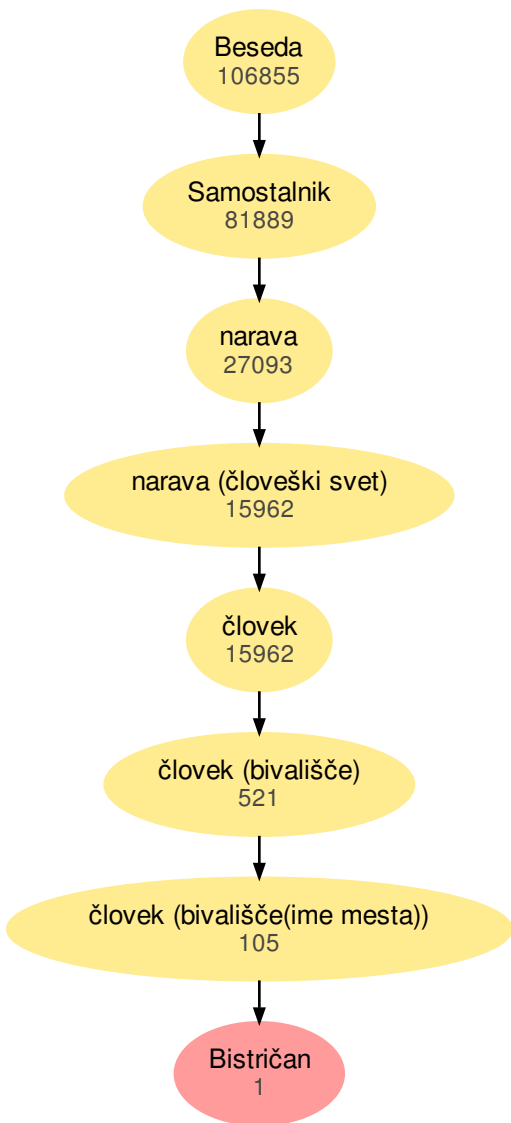 Beseda
106855
Samostalnik
81889
narava
27093
narava (človeški svet)
15962
človek
15962
človek (bivališče)
521
človek (bivališče(ime mesta))
105
Bistričan
1